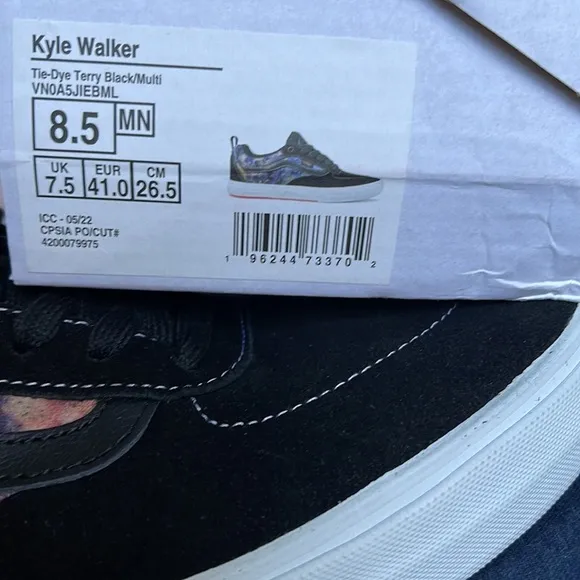 Kyle Walker
Tie-Dye Terry Black/Multi
VN0A5JIEBML
8.5 MN
UK EUR CM
7.5 41.0 26.5
ICC - 05/22
CPSIA PO/CUT#
4200079975
1 96244 73370 2